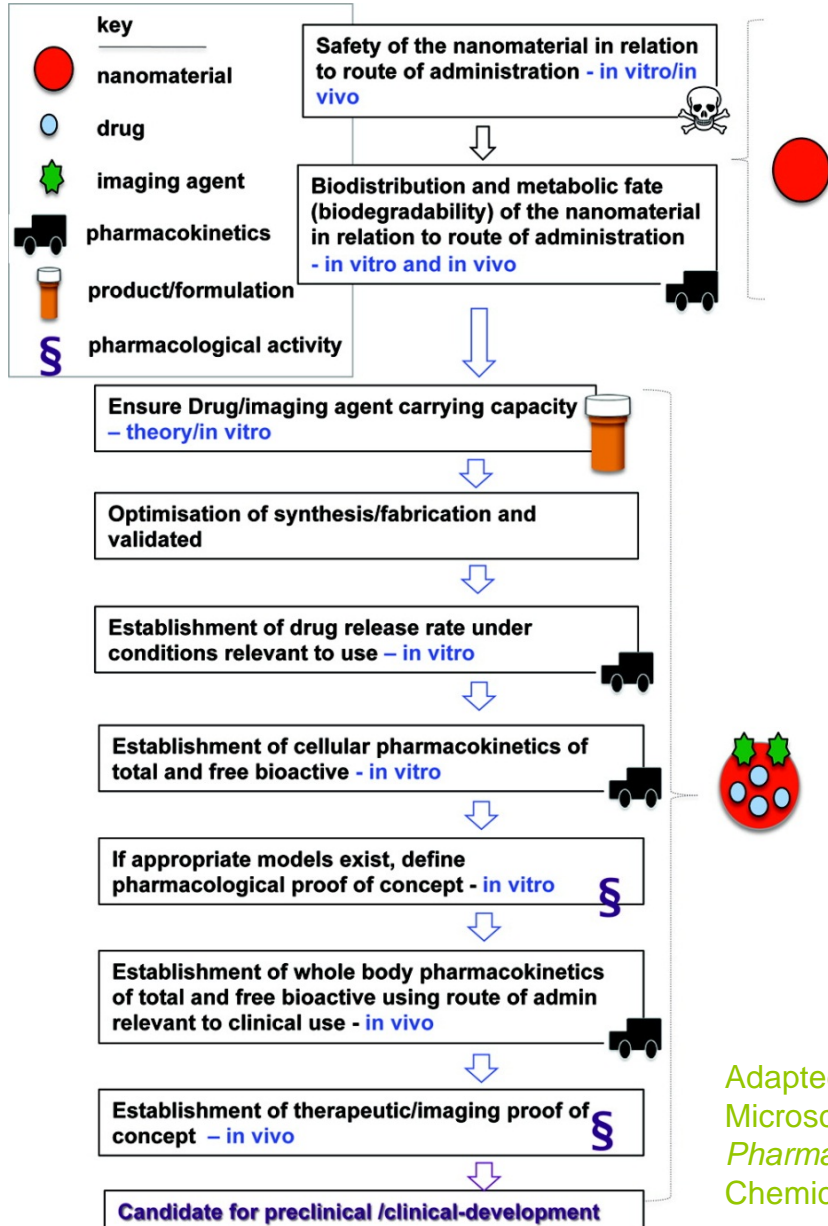 key
nanomaterial
drug
imaging agent
pharmacokinetics
product/formulation
§ pharmacological activity
Safety of the nanomaterial in relation
to route of administration - in vitro/in
vivo
Biodistribution and metabolic fate
(biodegradability) of the nanomaterial
in relation to route of administration
- in vitro and in vivo
Ensure Drug/imaging agent carrying capacity
– theory/in vitro
Optimisation of synthesis/fabrication and
validated
Establishment of drug release rate under
conditions relevant to use – in vitro
Establishment of cellular pharmacokinetics of
total and free bioactive - in vitro
If appropriate models exist, define
pharmacological proof of concept - in vitro §
Establishment of whole body pharmacokinetics
of total and free bioactive using route of admin
relevant to clinical use - in vivo
Establishment of therapeutic/imaging proof of
concept – in vivo §
Candidate for preclinical /clinical-development
Adapte
Microsc
Pharma
Chemic